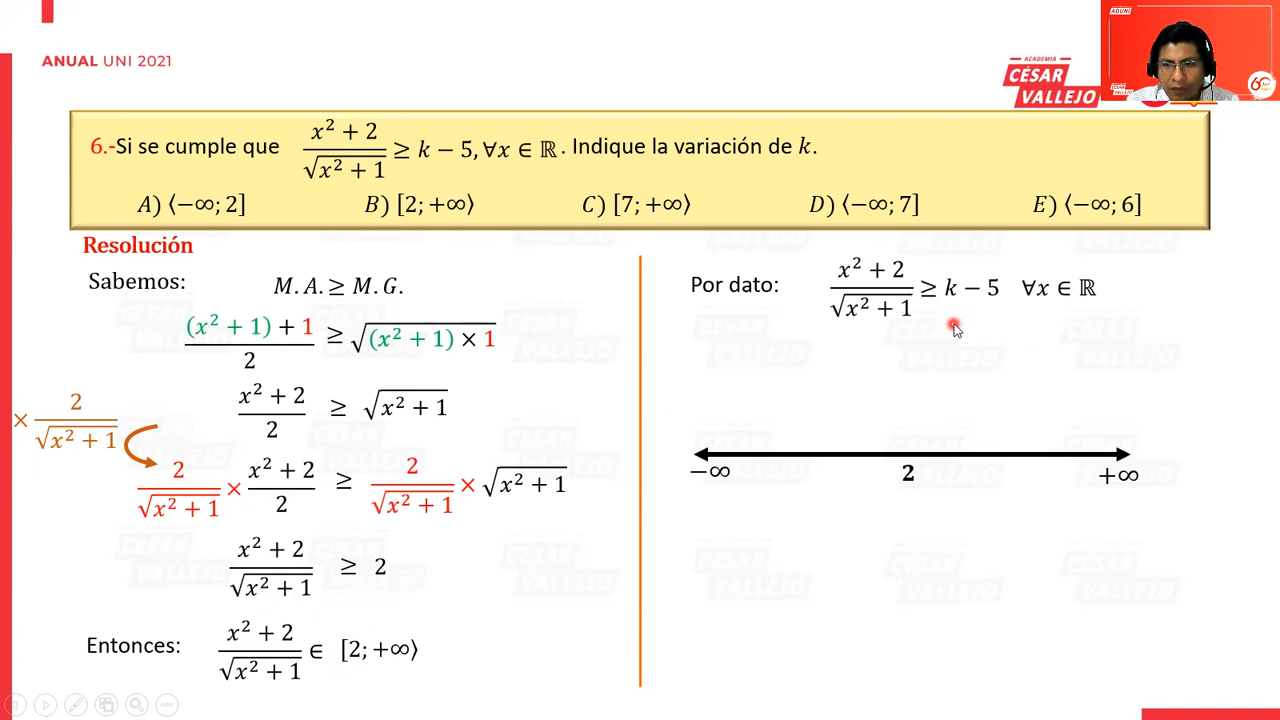 ANUAL UNI 2021
ACADEMIA
CÉSAR
VALLEJO
ADUNI
60
6.-Si se cumple que (x² + 2)/√(x² + 1) ≥ k − 5, ∀x ∈ ℝ. Indique la variación de k.
A) ⟨−∞; 2] B) [2; +∞⟩ C) [7; +∞⟩ D) ⟨−∞; 7] E) ⟨−∞; 6]
Resolución
Sabemos: M. A. ≥ M. G.
((x² + 1) + 1)/2 ≥ √((x² + 1) × 1)
(x² + 2)/2 ≥ √(x² + 1)
× 2/√(x² + 1)
2/√(x² + 1) × (x² + 2)/2 ≥ 2/√(x² + 1) × √(x² + 1)
(x² + 2)/√(x² + 1) ≥ 2
Entonces: (x² + 2)/√(x² + 1) ∈ [2; +∞⟩
Por dato: (x² + 2)/√(x² + 1) ≥ k − 5 ∀x ∈ ℝ
−∞ 2 +∞